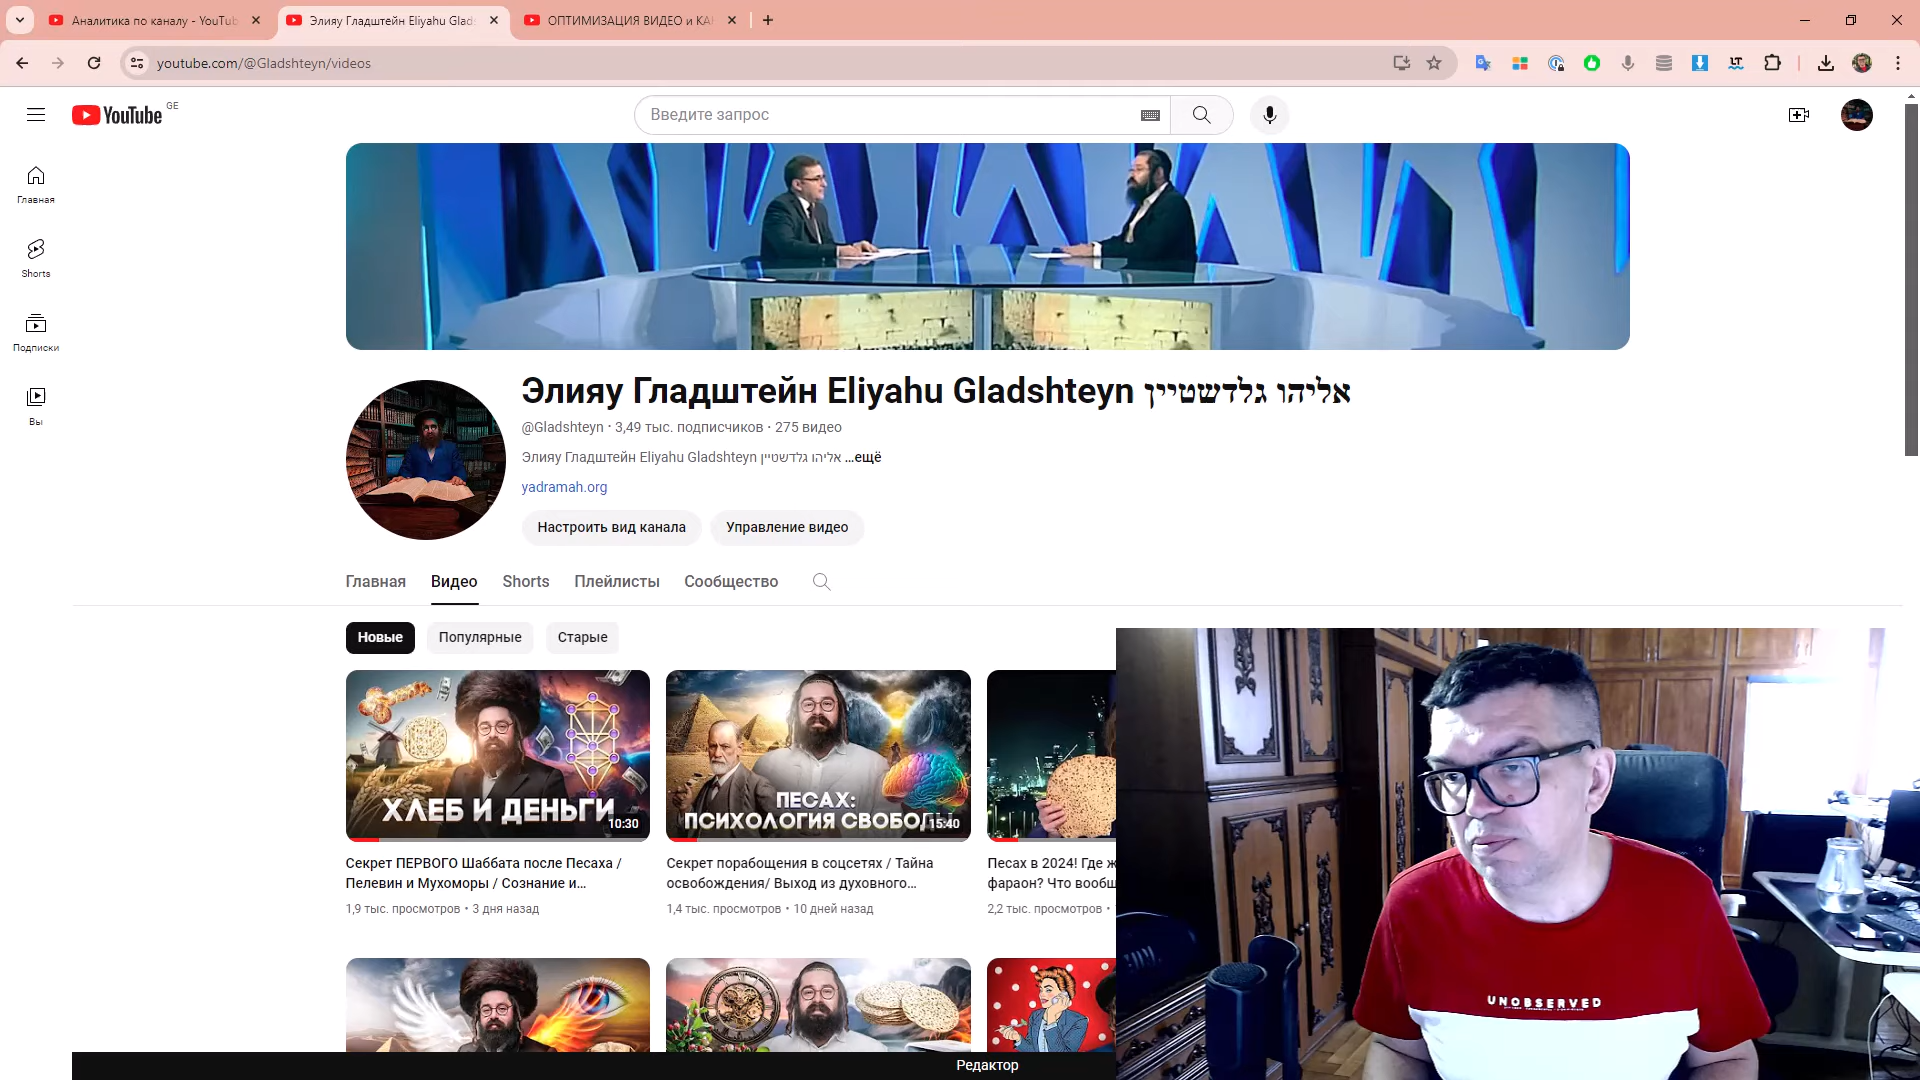 Аналитика по каналу - YouTub
Элияу Гладштейн Eliyahu Glad
ОПТИМИЗАЦИЯ ВИДЕО и КА
youtube.com/@Gladshteyn/videos
YouTube GE
Введите запрос
Главная
Shorts
Подписки
Вы
Элияу Гладштейн Eliyahu Gladshteyn אליהו גלדשטיין
@Gladshteyn · 3,49 тыс. подписчиков · 275 видео
Элияу Гладштейн Eliyahu Gladshteyn אליהו גלדשטיין ...ещё
yadramah.org
Настроить вид канала
Управление видео
Главная Видео Shorts Плейлисты Сообщество
Новые Популярные Старые
ХЛЕБ И ДЕНЬГИ
10:30
Секрет ПЕРВОГО Шаббата после Песаха /
Пелевин и Мухоморы / Сознание и...
1,9 тыс. просмотров • 3 дня назад
ПЕСАХ:
ПСИХОЛОГИЯ СВОБОДЫ
15:40
Секрет порабощения в соцсетях / Тайна
освобождения/ Выход из духовного...
1,4 тыс. просмотров • 10 дней назад
Песах в 2024! Где ж
фараон? Что вообщ
2,2 тыс. просмотров •
UNOBSERVED
Редактор